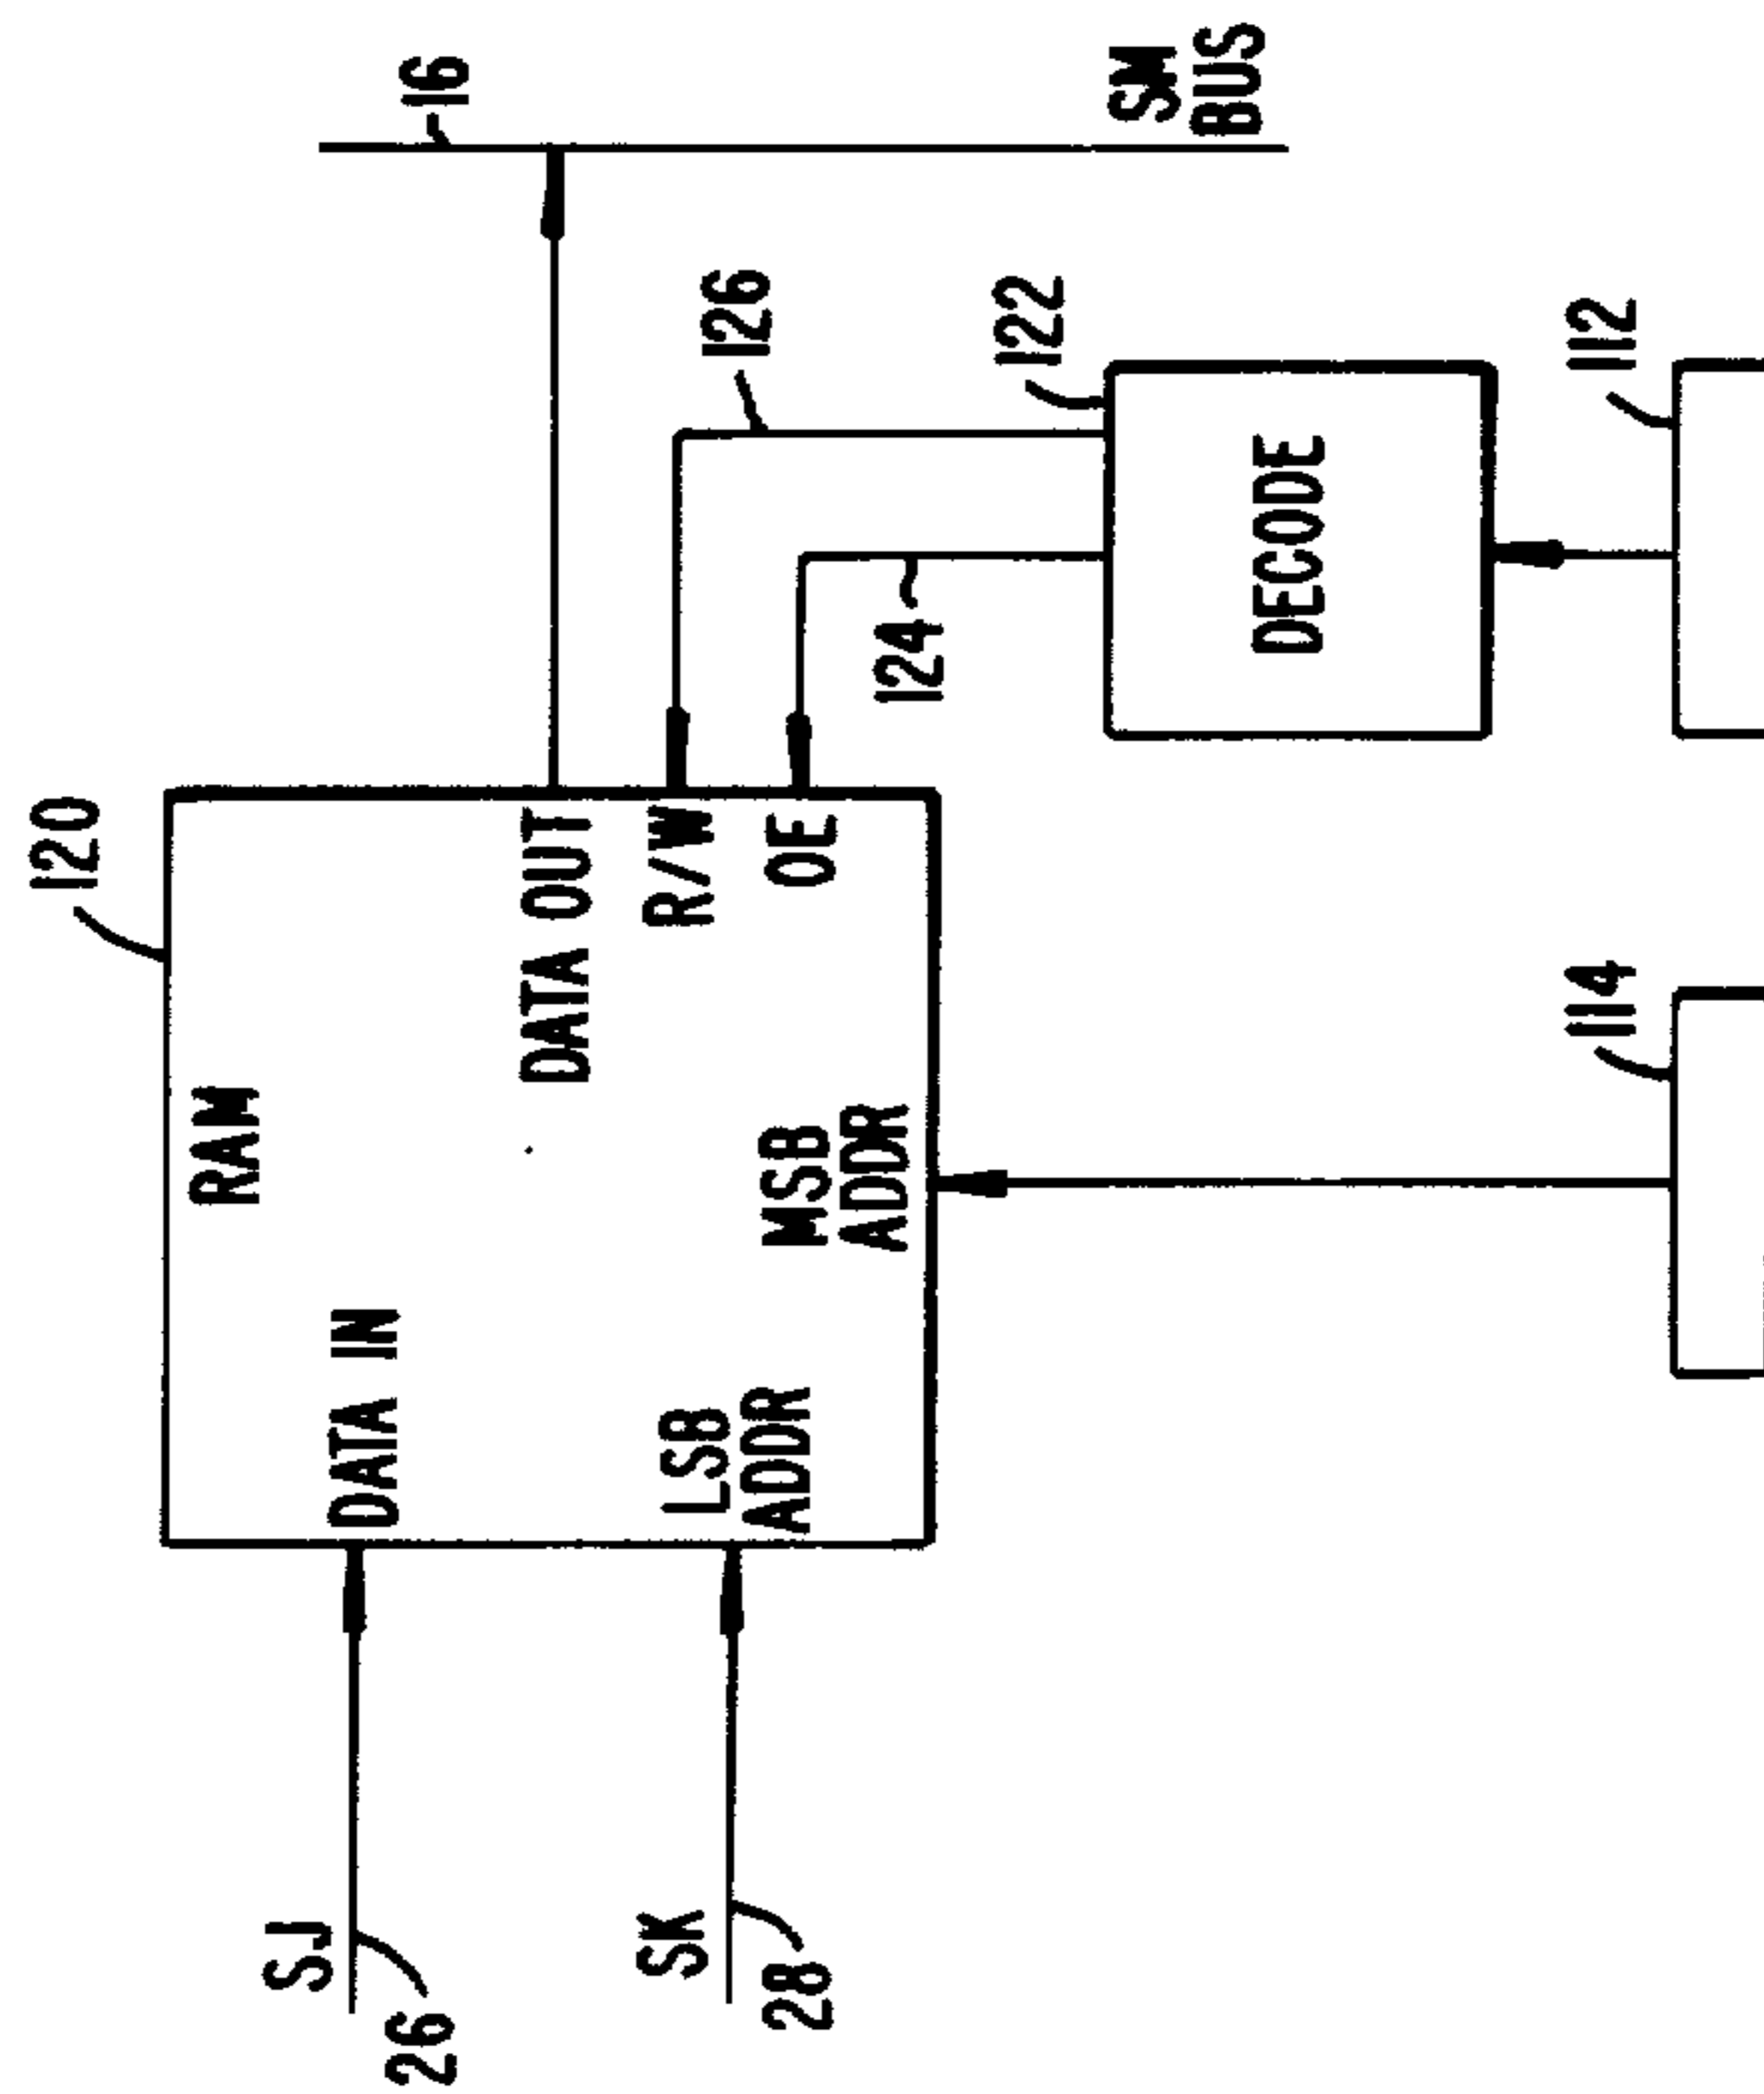 120
RAM
16
SJ
26
DATA IN
DATA OUT
126
R/W
SK
28
LSB
ADDR
MSB
ADDR
OE
124
122
SM
BUS
DECODE
114
112